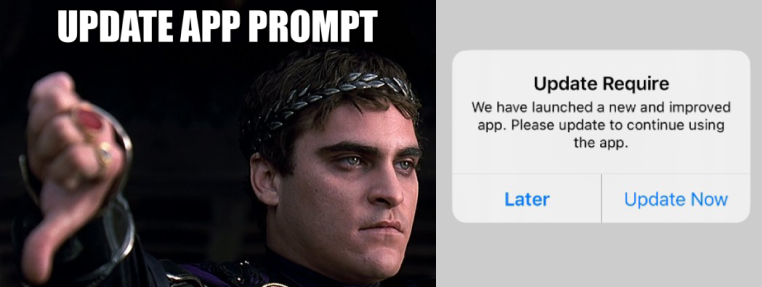 UPDATE APP PROMPT
Update Require
We have launched a new and improved
app. Please update to continue using
the app.
Later
Update Now